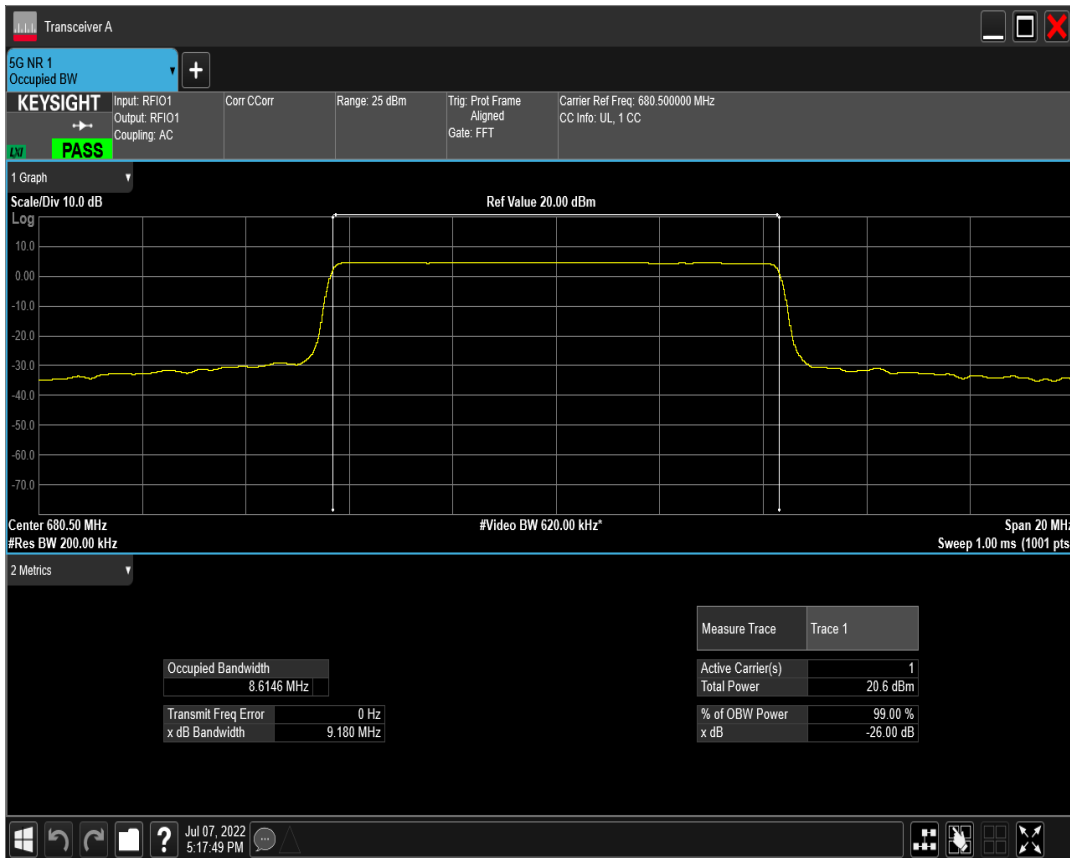 Transceiver A
5G NR 1
Occupied BW
KEYSIGHT
LXI
PASS
Input: RFIO1
Output: RFIO1
Coupling: AC
Corr CCorr
Range: 25 dBm
Trig: Prot Frame
Aligned
Gate: FFT
Carrier Ref Freq: 680.500000 MHz
CC Info: UL, 1 CC
1 Graph
Scale/Div 10.0 dB
Ref Value 20.00 dBm
Log
10.0
0.00
-10.0
-20.0
-30.0
-40.0
-50.0
-60.0
-70.0
Center 680.50 MHz
#Video BW 620.00 kHz*
Span 20 MHz
#Res BW 200.00 kHz
Sweep 1.00 ms (1001 pts
2 Metrics
Measure Trace Trace 1
Occupied Bandwidth
8.6146 MHz
Active Carrier(s) 1
Total Power 20.6 dBm
Transmit Freq Error 0 Hz
x dB Bandwidth 9.180 MHz
% of OBW Power 99.00 %
x dB -26.00 dB
?
Jul 07, 2022
5:17:49 PM